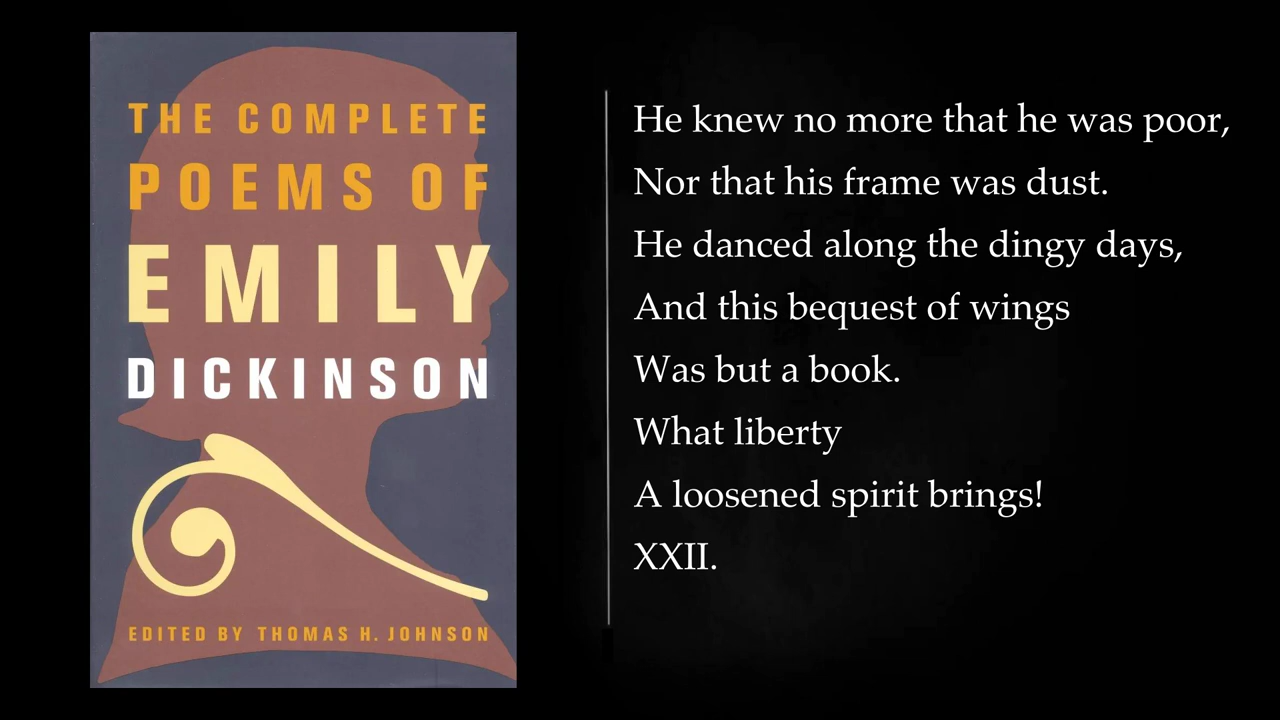 THE COMPLETE
POEMS OF
EMILY
DICKINSON
EDITED BY THOMAS H. JOHNSON
He knew no more that he was poor,
Nor that his frame was dust.
He danced along the dingy days,
And this bequest of wings
Was but a book.
What liberty
A loosened spirit brings!
XXII.